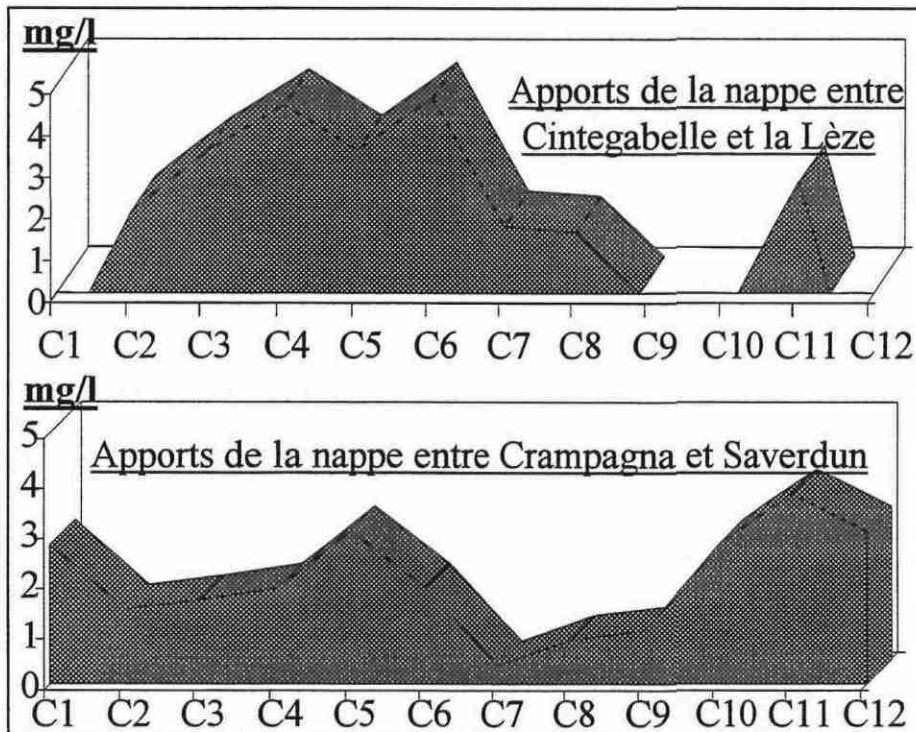 mg/l
Apports de la nappe entre
Cintegabelle et la Lèze
5
4
3
2
1
0
C1 C2 C3 C4 C5 C6 C7 C8 C9 C10 C11 C12
mg/l
Apports de la nappe entre Crampagna et Saverdun
5
4
3
2
1
0
C1 C2 C3 C4 C5 C6 C7 C8 C9 C10 C11 C12